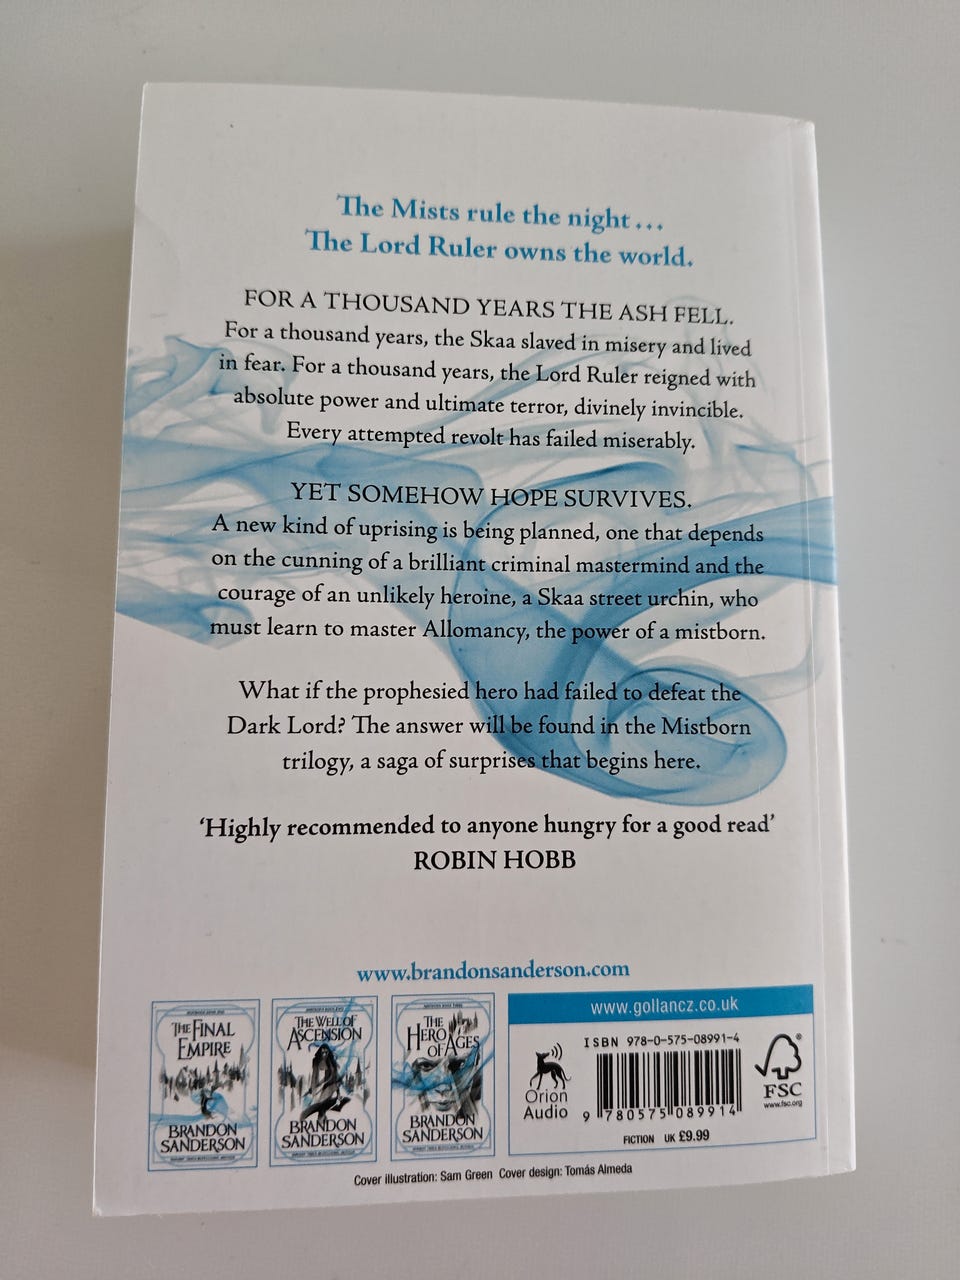 The Mists rule the night...
The Lord Ruler owns the world.
FOR A THOUSAND YEARS THE ASH FELL.
For a thousand years, the Skaa slaved in misery and lived
in fear. For a thousand years, the Lord Ruler reigned with
absolute power and ultimate terror, divinely invincible.
Every attempted revolt has failed miserably.
YET SOMEHOW HOPE SURVIVES.
A new kind of uprising is being planned, one that depends
on the cunning of a brilliant criminal mastermind and the
courage of an unlikely heroine, a Skaa street urchin, who
must learn to master Allomancy, the power of a mistborn.
What if the prophesied hero had failed to defeat the
Dark Lord? The answer will be found in the Mistborn
trilogy, a saga of surprises that begins here.
‘Highly recommended to anyone hungry for a good read’
ROBIN HOBB
www.brandonsanderson.com
THE FINAL
EMPIRE
BRANDON
SANDERSON
THE WELL OF
ASCENSION
BRANDON
SANDERSON
THE
HERO
OF AGES
BRANDON
SANDERSON
www.gollancz.co.uk
Orion
Audio
ISBN 978-0-575-08991-4
9 780575 089914
FICTION UK £9.99
FSC
www.fsc.org
Cover illustration: Sam Green Cover design: Tomás Almeda